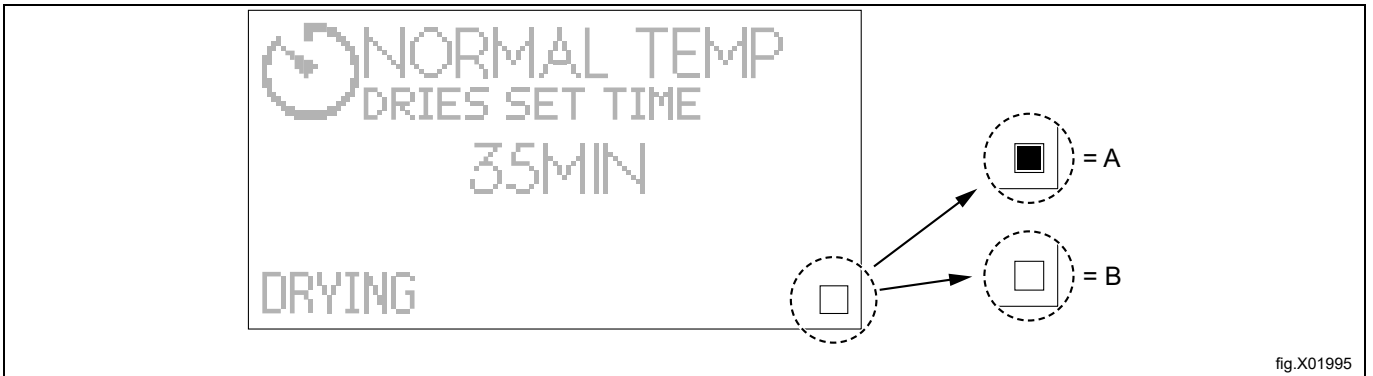 NORMAL TEMP
DRIES SET TIME
35MIN
DRYING
= A
= B
fig.X01995